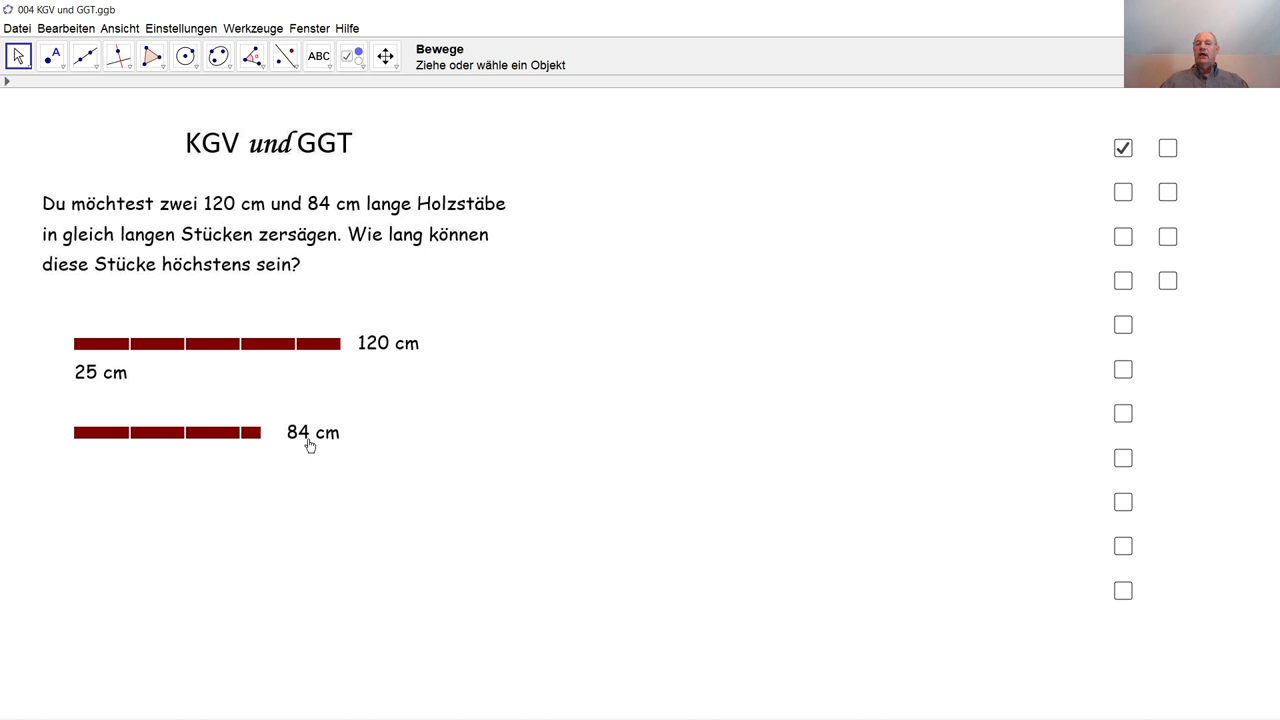 004 KGV und GGT.ggb
Datei Bearbeiten Ansicht Einstellungen Werkzeuge Fenster Hilfe
A
ABC
Bewege
Ziehe oder wähle ein Objekt
KGV und GGT
Du möchtest zwei 120 cm und 84 cm lange Holzstäbe
in gleich langen Stücken zersägen. Wie lang können
diese Stücke höchstens sein?
120 cm
25 cm
84 cm